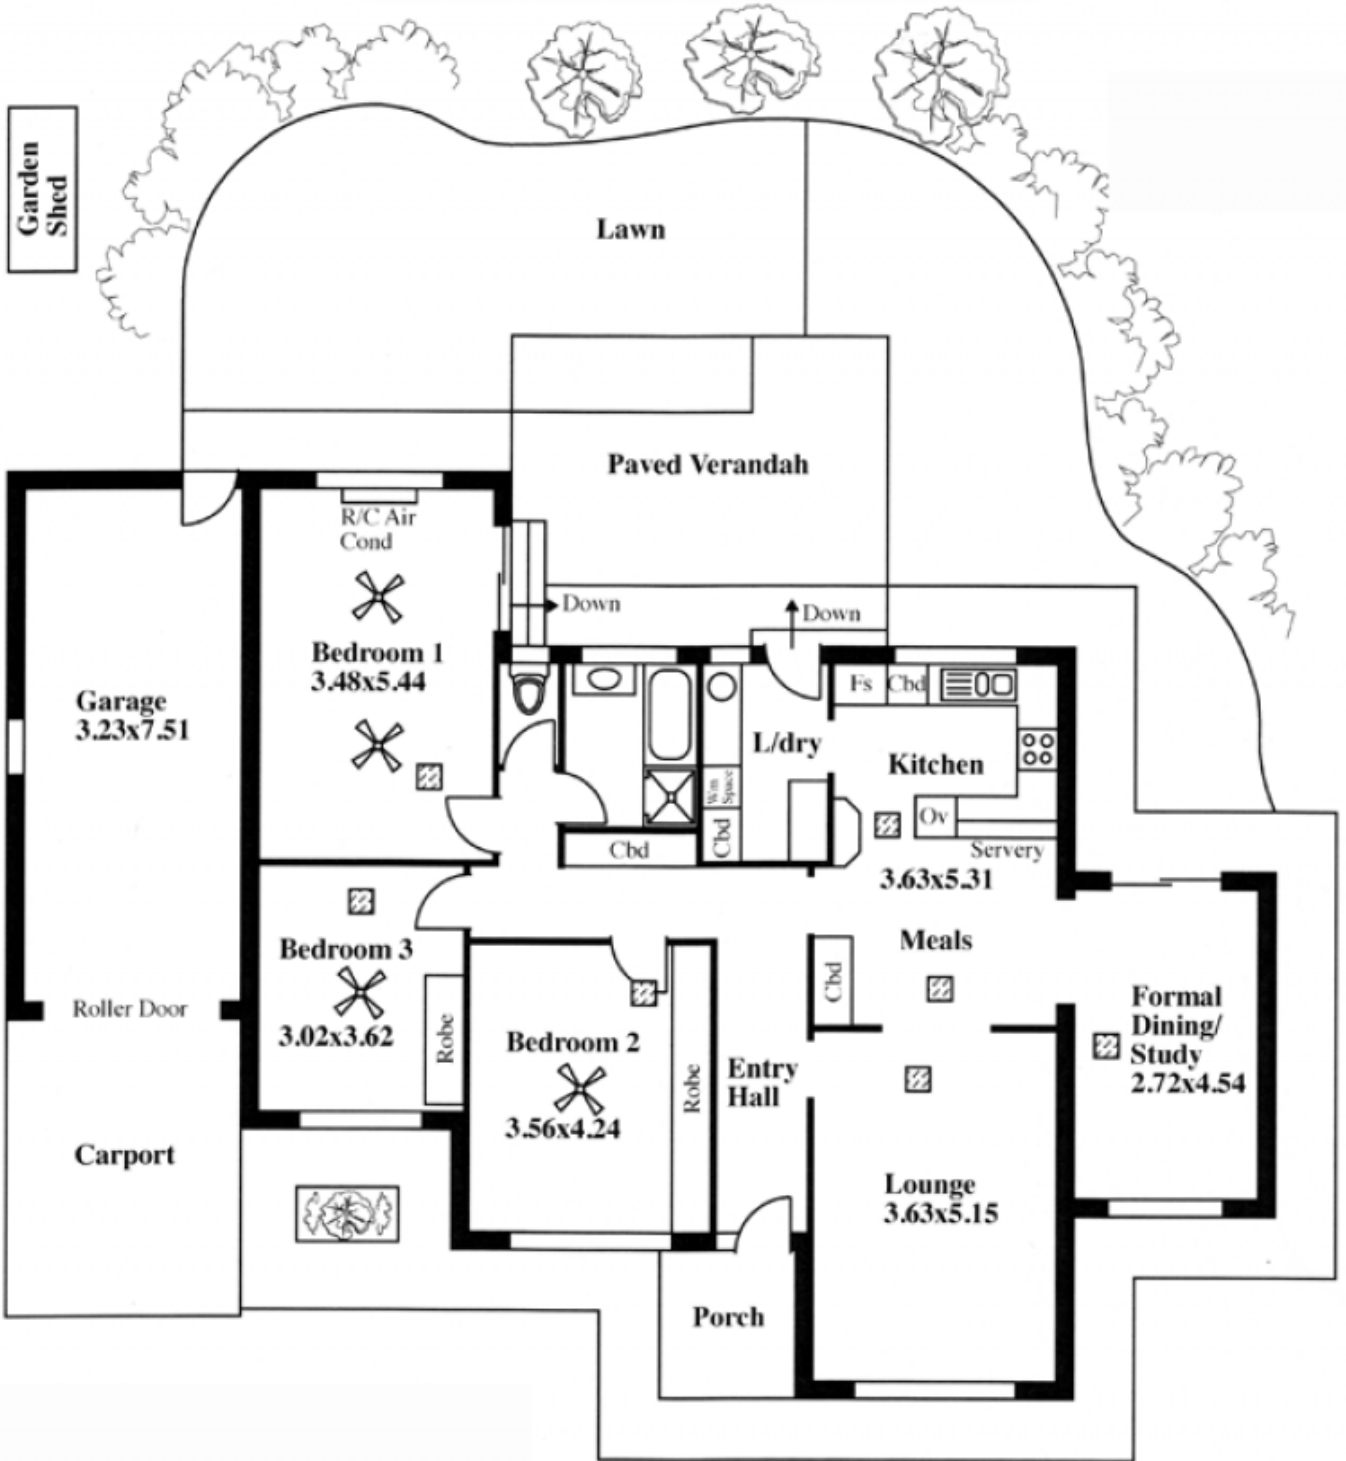 Garden
Shed
Lawn
Paved Verandah
R/C Air
Cond
Down
Down
Bedroom 1
3.48x5.44
Garage
3.23x7.51
Fs
Cbd
L/dry
Kitchen
Wm
Space
Cbd
Cbd
Ov
Servery
3.63x5.31
Meals
Bedroom 3
3.02x3.62
Robe
Roller Door
Cbd
Formal
Dining/
Study
2.72x4.54
Bedroom 2
3.56x4.24
Robe
Entry
Hall
Carport
Lounge
3.63x5.15
Porch